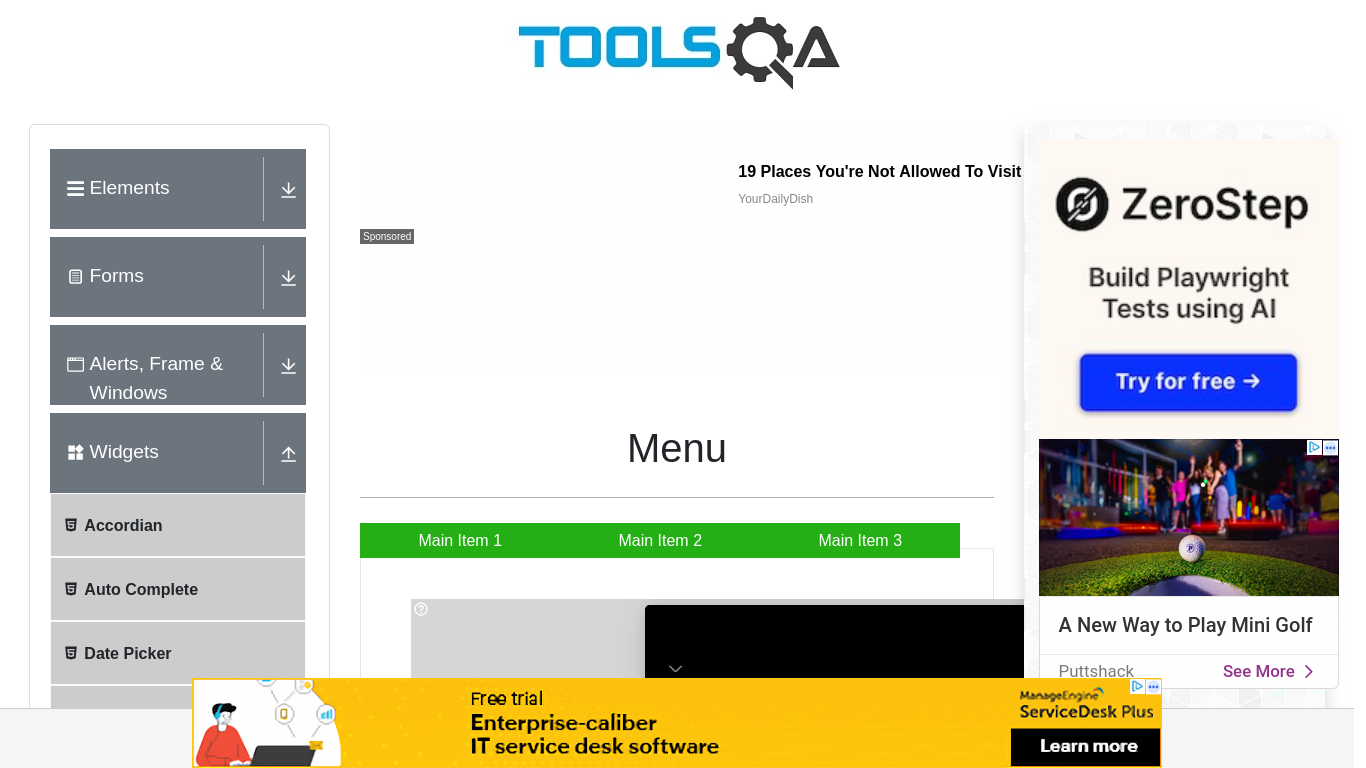 TOOLSQA
Elements
Forms
Alerts, Frame &
Windows
Widgets
Accordian
Auto Complete
Date Picker
19 Places You're Not Allowed To Visit
YourDailyDish
Sponsored
Menu
Main Item 1
Main Item 2
Main Item 3
ZeroStep
Build Playwright
Tests using AI
Try for free →
A New Way to Play Mini Golf
Puttshack
See More
Free trial
Enterprise-caliber
IT service desk software
ManageEngine
ServiceDesk Plus
Learn more